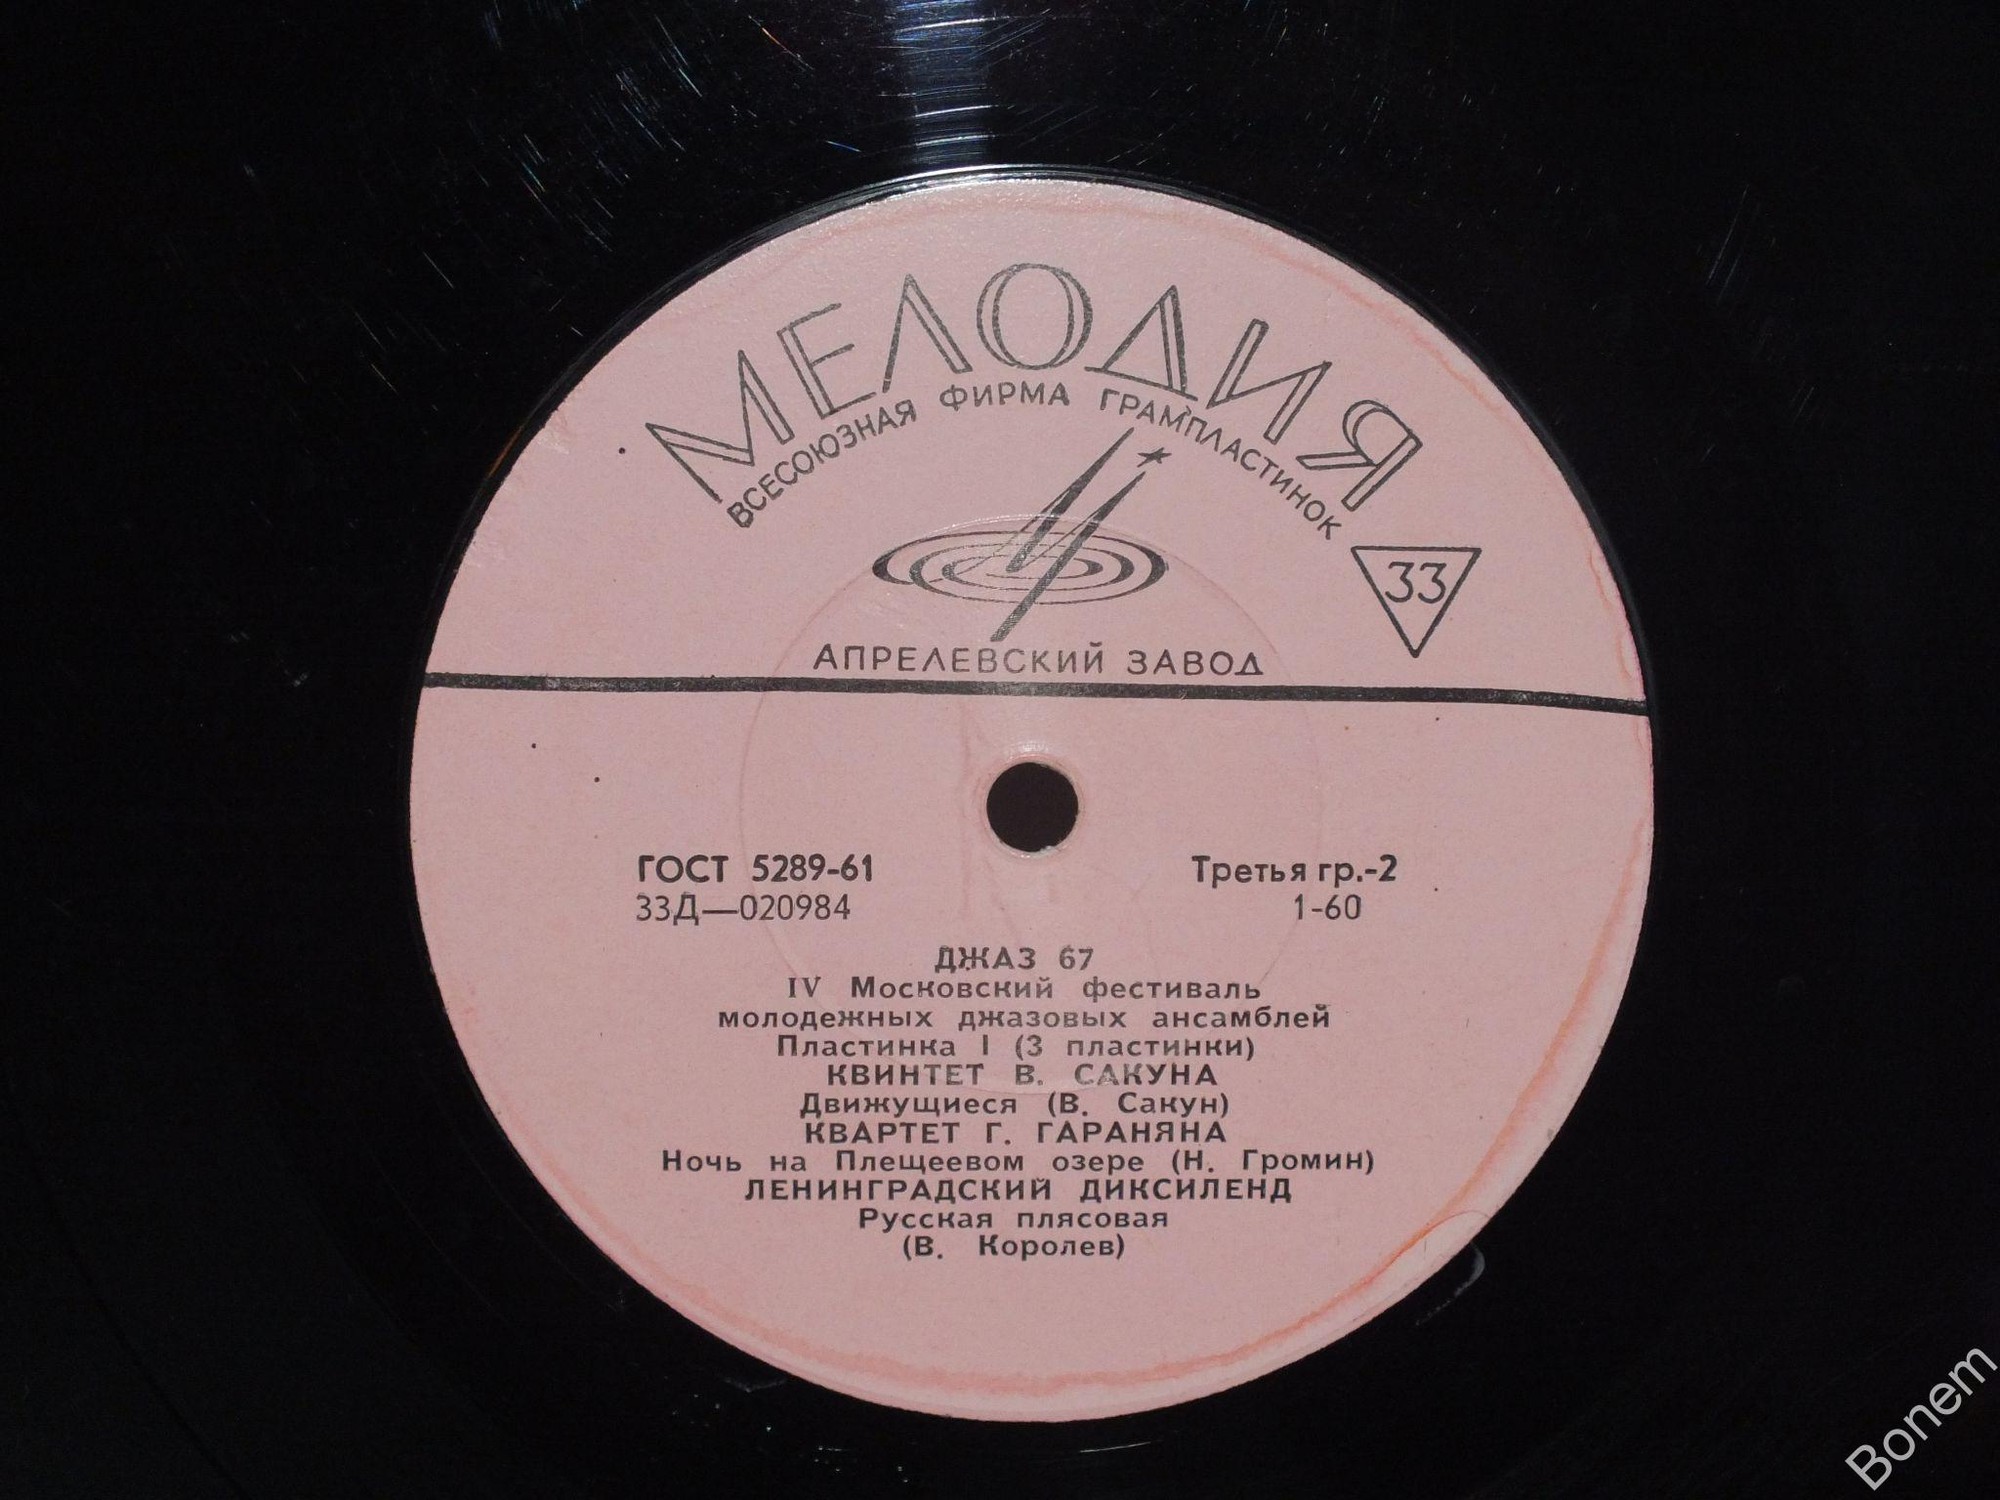 МЕЛОДИЯ
ВСЕСОЮЗНАЯ ФИРМА ГРАМПЛАСТИНОК
33
АПРЕЛЕВСКИЙ ЗАВОД
ГОСТ 5289-61
Третья гр.-2
33Д—020984
1-60
ДЖАЗ 67
IV Московский фестиваль
молодежных джазовых ансамблей
Пластинка I (3 пластинки)
КВИНТЕТ В. САКУНА
Движущиеся (В. Сакун)
КВАРТЕТ Г. ГАРАНЯНА
Ночь на Плещеевом озере (Н. Громин)
ЛЕНИНГРАДСКИЙ ДИКСИЛЕНД
Русская плясовая
(В. Королев)
Bonem